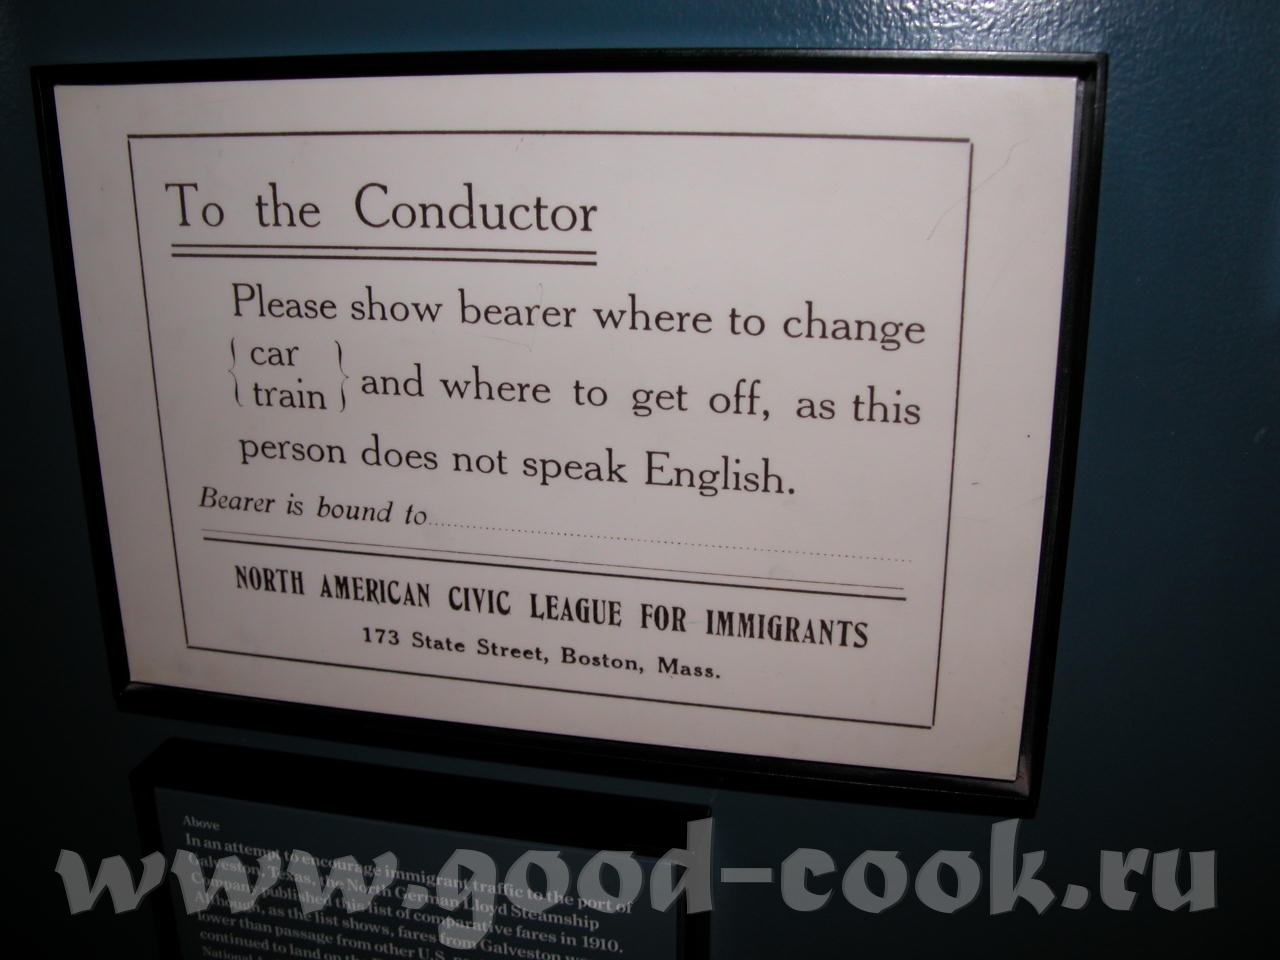 To the Conductor
Please show bearer where to change
{ car
train } and where to get off, as this
person does not speak English.
Bearer is bound to
NORTH AMERICAN CIVIC LEAGUE FOR IMMIGRANTS
173 State Street, Boston, Mass.
Above
In an attempt to encourage immigrant traffic to the port of
Galveston, Texas, the North German Lloyd Steamship
Company published this list of comparative fares in 1910.
Although, as the list shows, fares from Galveston
lower than passage from other U.S.
continued to land on the
National
www.good-cook.ru